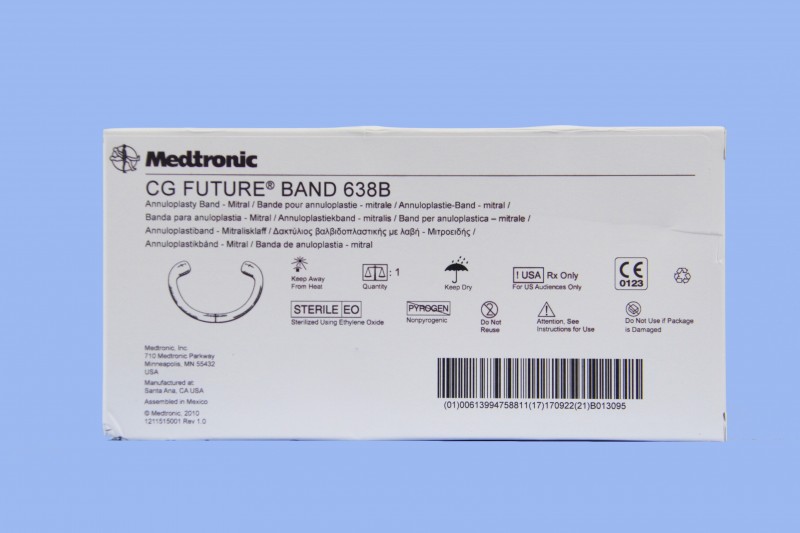 Medtronic
CG FUTURE® BAND 638B
Annuloplasty Band - Mitral / Bande pour annuloplastie - mitrale / Annuloplastie-Band - mitral /
Banda para anuloplastia - Mitral / Annuloplastiekband - mitralis / Band per anuloplastica – mitrale /
Annuloplastiband - Mitralisklaff / Δακτύλιος βαλβιδοπλαστικής με λαβή - Μιτροειδής /
Annuloplastikbånd - Mitral / Banda de anuloplastia - mitral
Keep Away
From Heat
: 1
Quantity
Keep Dry
! USA Rx Only
For US Audiences Only
CE
0123
STERILE EO
Sterilized Using Ethylene Oxide
PYROGEN
Nonpyrogenic
2
Do Not
Reuse
Attention, See
Instructions for Use
Do Not Use if Package
is Damaged
Medtronic, Inc.
710 Medtronic Parkway
Minneapolis, MN 55432
USA
Manufactured at
Santa Ana, CA USA
Assembled in Mexico
© Medtronic, 2010
1211515001 Rev 1.0
(01)00613994758811(17)170922(21)B013095